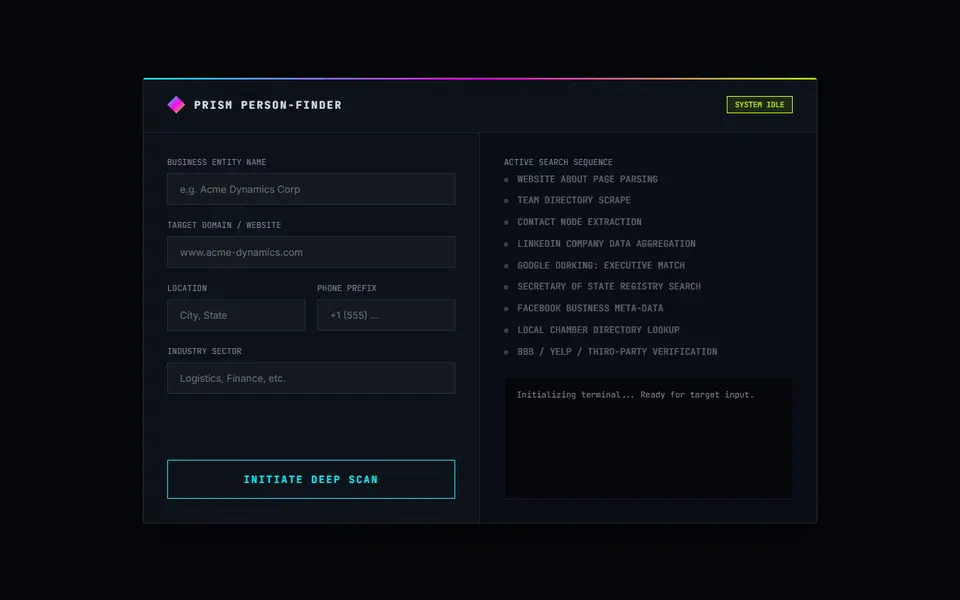 PRISM PERSON-FINDER
SYSTEM IDLE
BUSINESS ENTITY NAME
e.g. Acme Dynamics Corp
TARGET DOMAIN / WEBSITE
www.acme-dynamics.com
LOCATION
PHONE PREFIX
City, State
+1 (555) ...
INDUSTRY SECTOR
Logistics, Finance, etc.
INITIATE DEEP SCAN
ACTIVE SEARCH SEQUENCE
WEBSITE ABOUT PAGE PARSING
TEAM DIRECTORY SCRAPE
CONTACT NODE EXTRACTION
LINKEDIN COMPANY DATA AGGREGATION
GOOGLE DORKING: EXECUTIVE MATCH
SECRETARY OF STATE REGISTRY SEARCH
FACEBOOK BUSINESS META-DATA
LOCAL CHAMBER DIRECTORY LOOKUP
BBB / YELP / THIRD-PARTY VERIFICATION
Initializing terminal... Ready for target input.